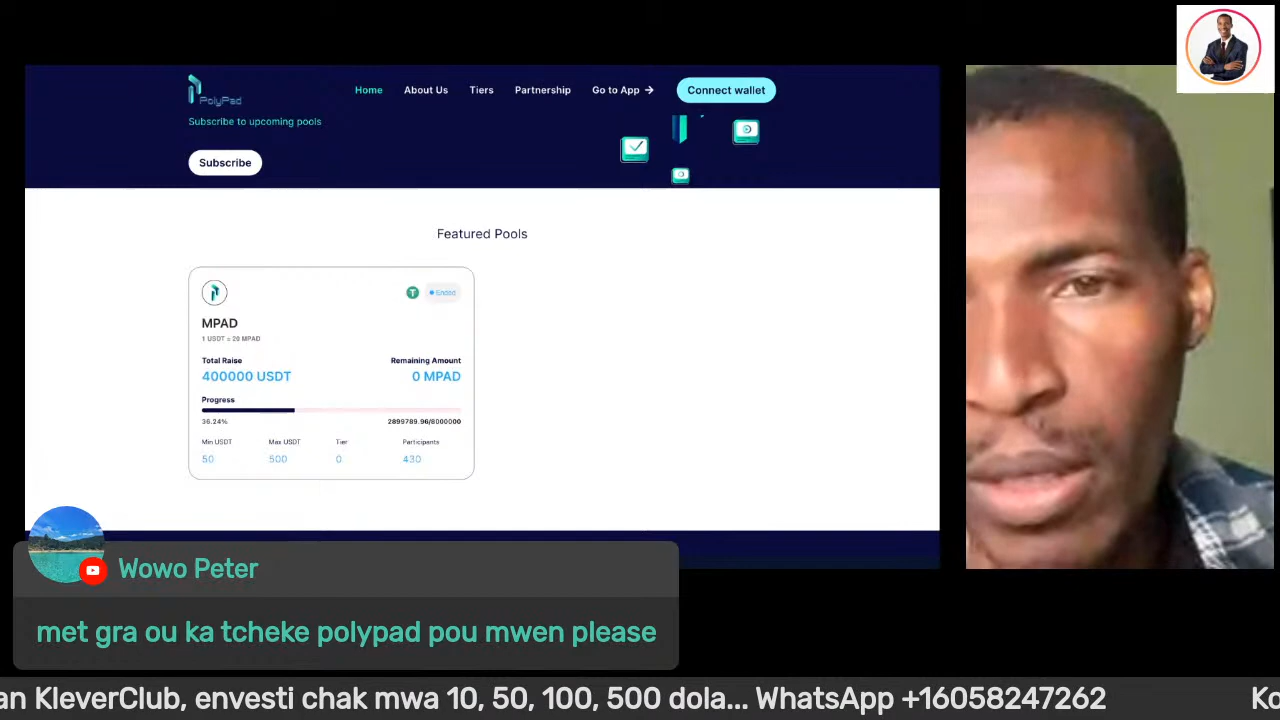 PolyPad
Home About Us Tiers Partnership Go to App → Connect wallet
Subscribe to upcoming pools
Subscribe
Featured Pools
T Ended
MPAD
1 USDT = 20 MPAD
Total Raise Remaining Amount
400000 USDT 0 MPAD
Progress
36.24% 2899789.96/8000000
Min USDT Max USDT Tier Participants
50 500 0 430
Wowo Peter
met gra ou ka tcheke polypad pou mwen please
an KleverClub, envesti chak mwa 10, 50, 100, 500 dola... WhatsApp +16058247262 Ko